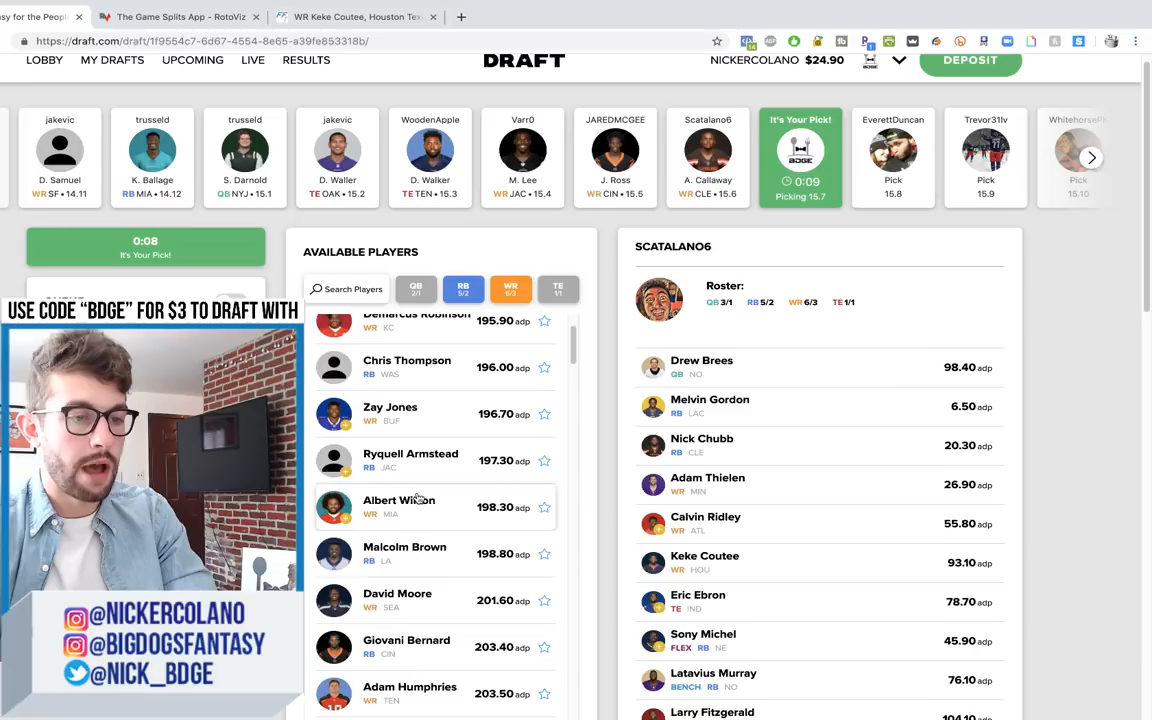 asy for the People
The Game Splits App - RotoViz
WR Keke Coutee, Houston Tex
https://draft.com/draft/1f9554c7-6d67-4554-8e65-a39fe853318b/
LOBBY MY DRAFTS UPCOMING LIVE RESULTS
DRAFT
NICKERCOLANO $24.90
BDGE
DEPOSIT
jakevic
D. Samuel
WR SF • 14.11
trusseld
K. Ballage
RB MIA • 14.12
trusseld
S. Darnold
QB NYJ • 15.1
jakevic
D. Waller
TE OAK • 15.2
WoodenApple
D. Walker
TE TEN • 15.3
Varr0
M. Lee
WR JAC • 15.4
JAREDMCGEE
J. Ross
WR CIN • 15.5
Scatalano6
A. Callaway
WR CLE • 15.6
It's Your Pick!
BDGE
0:09
Picking 15.7
EverettDuncan
Pick
15.8
Trevor31lv
Pick
15.9
WhitehorseP
Pick
15.10
0:08
It's Your Pick!
AVAILABLE PLAYERS
Search Players
QB
2/1
RB
5/2
WR
6/3
TE
1/1
Demarcus Robinson
WR KC
195.90 adp
Chris Thompson
RB WAS
196.00 adp
Zay Jones
WR BUF
196.70 adp
Ryquell Armstead
RB JAC
197.30 adp
Albert Wilson
WR MIA
198.30 adp
Malcolm Brown
RB LA
198.80 adp
David Moore
WR SEA
201.60 adp
Giovani Bernard
RB CIN
203.40 adp
Adam Humphries
WR TEN
203.50 adp
SCATALANO6
Roster:
QB 3/1 RB 5/2 WR 6/3 TE 1/1
Drew Brees
QB NO
98.40 adp
Melvin Gordon
RB LAC
6.50 adp
Nick Chubb
RB CLE
20.30 adp
Adam Thielen
WR MIN
26.90 adp
Calvin Ridley
WR ATL
55.80 adp
Keke Coutee
WR HOU
93.10 adp
Eric Ebron
TE IND
78.70 adp
Sony Michel
FLEX RB NE
45.90 adp
Latavius Murray
BENCH RB NO
76.10 adp
Larry Fitzgerald
104.10 adp
USE CODE "BDGE" FOR $3 TO DRAFT WITH
@NICKERCOLANO
@BIGDOGSFANTASY
@NICK_BDGE